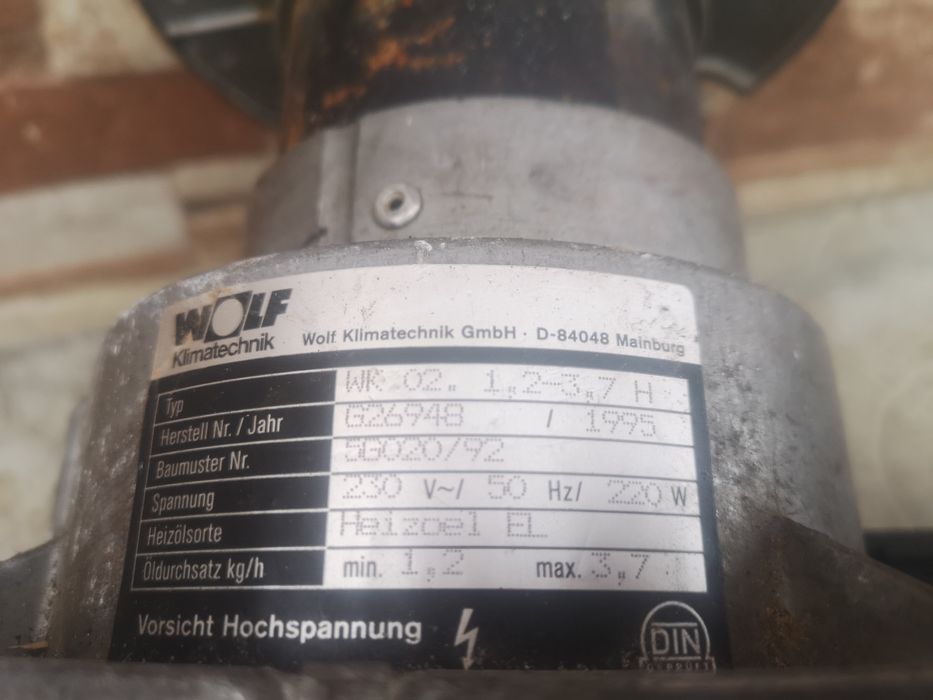 WOLF
Klimatechnik Wolf Klimatechnik GmbH · D-84048 Mainburg
Typ WR 02. 1,2-3,7 H
Herstell Nr. / Jahr G26948 / 1995
Baumuster Nr. 5G020/92
Spannung 230 V~/ 50 Hz/ 220 W
Heizölsorte Heizoel EL
Öldurchsatz kg/h min. 1,2 max. 3,7
Vorsicht Hochspannung
DIN
GEPRÜFT